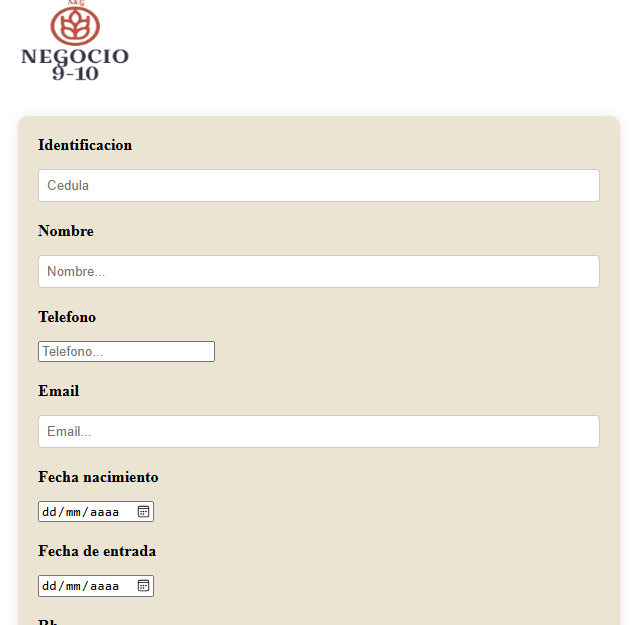 A&G
NEGOCIO
9-10
Identificacion
Cedula
Nombre
Nombre...
Telefono
Telefono...
Email
Email...
Fecha nacimiento
dd/mm/aaaa
Fecha de entrada
dd/mm/aaaa
Rh